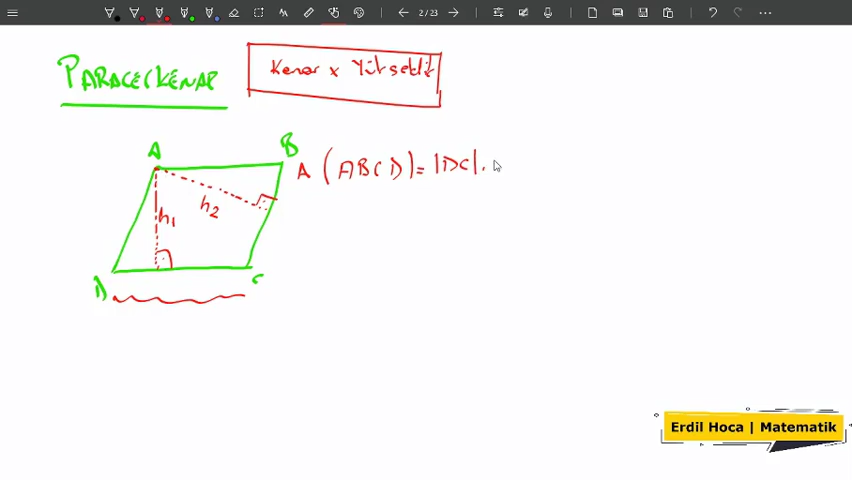 2 / 23
PARALELKENAR
Kenar x Yükseklik
A
B
A (ABCD) = |DC|.
h₁
h₂
D
C
Erdil Hoca | Matematik